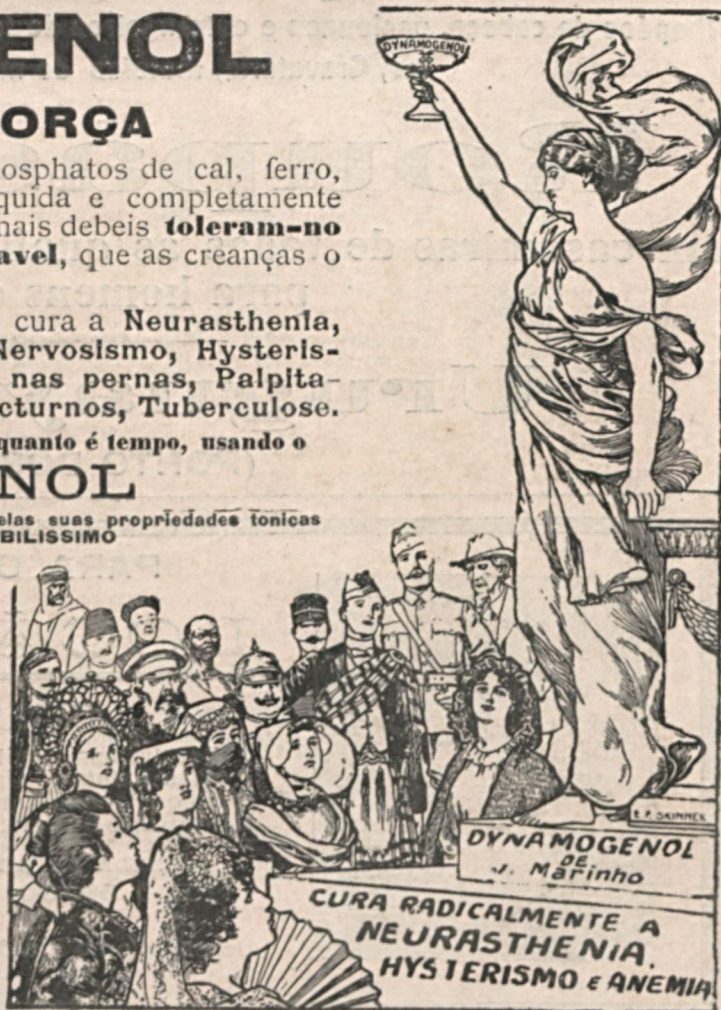 ENOL
ORÇA
osphatos de cal, ferro,
quida e completamente
nais debeis toleram-no
avel, que as creanças o
cura a Neurasthenia,
Nervosismo, Hysteris-
nas pernas, Palpita-
cturnos, Tuberculose.
quanto é tempo, usando o
NOL
elas suas propriedades tonicas
BILISSIMO
DYNAMOGENOL
E. F. SKINNER
DYNAMOGENOL
DE
J. Marinho
CURA RADICALMENTE A
NEURASTHENIA,
HYSTERISMO E ANEMIA